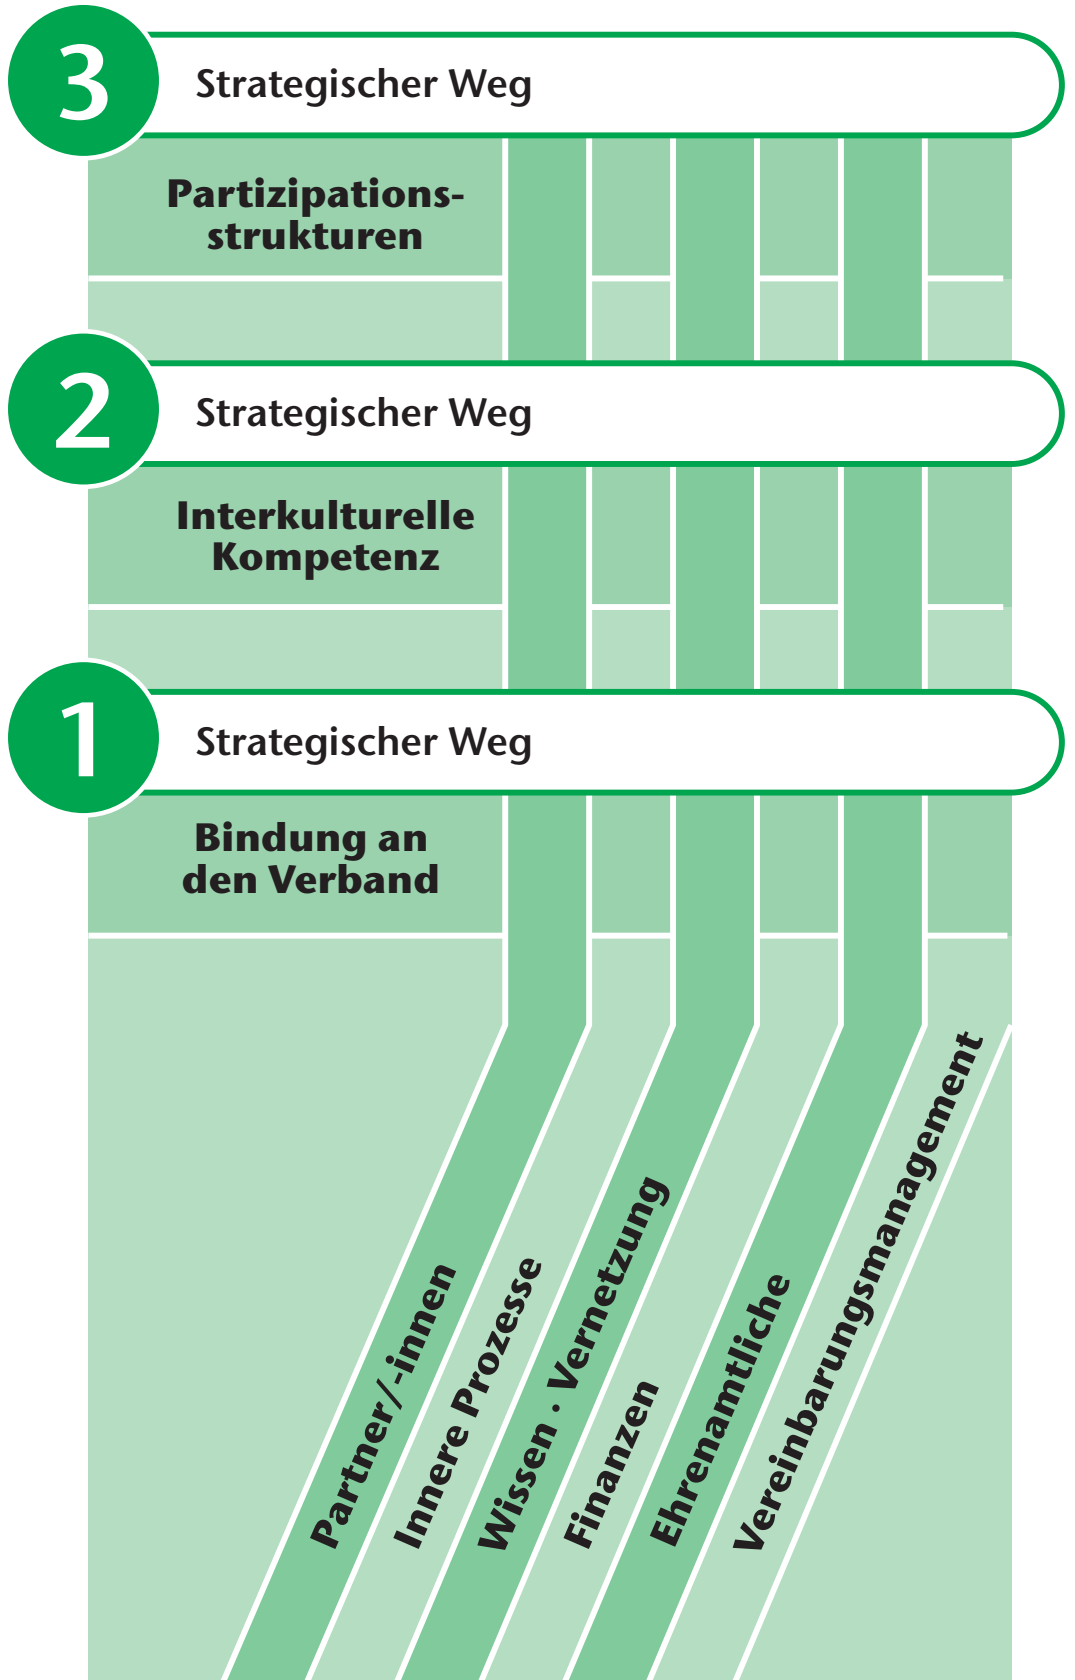 3
Strategischer Weg
Partizipations-
strukturen
2
Strategischer Weg
Interkulturelle
Kompetenz
1
Strategischer Weg
Bindung an
den Verband
Partner/-innen
Innere Prozesse
Wissen · Vernetzung
Finanzen
Ehrenamtliche
Vereinbarungsmanagement